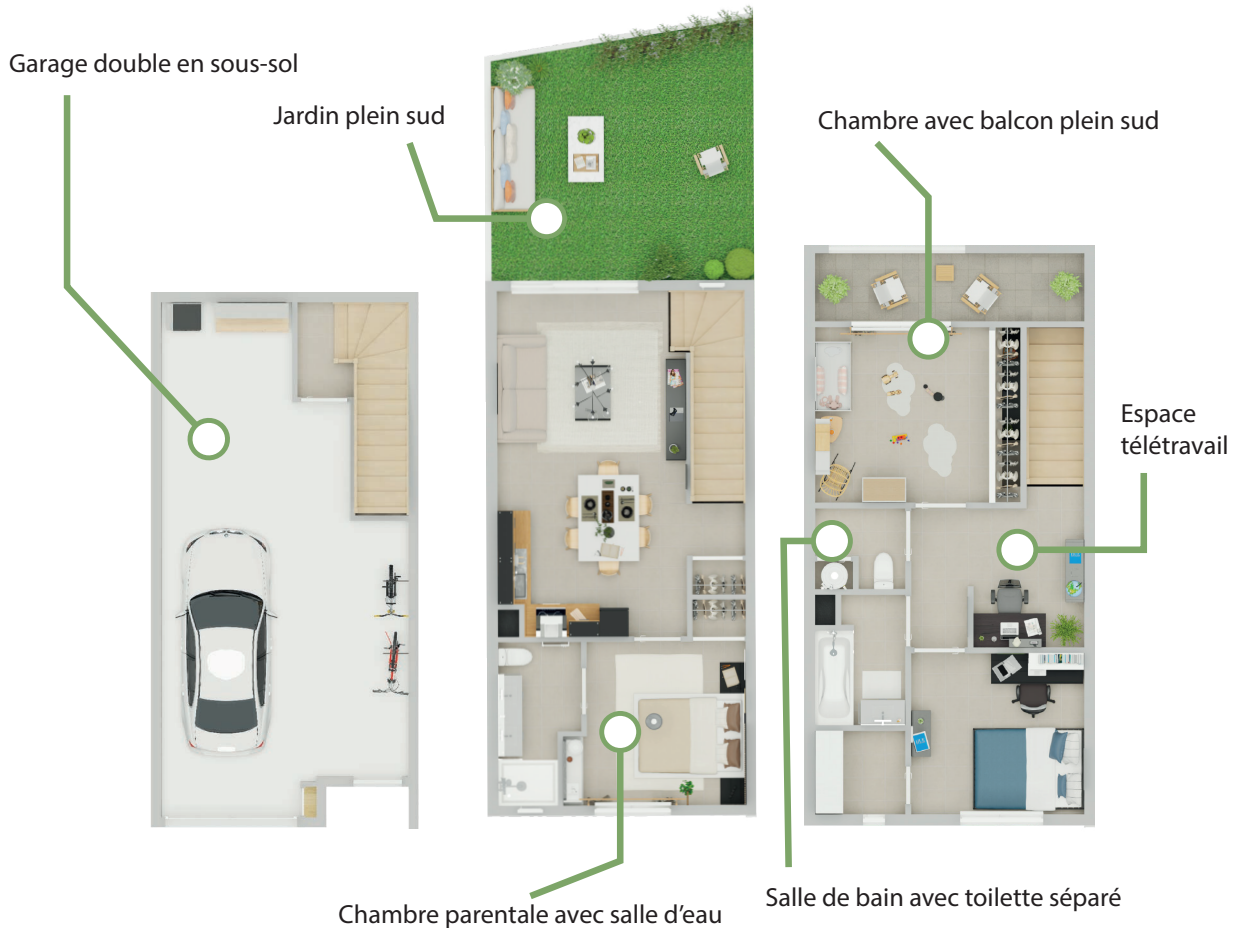 Garage double en sous-sol
Jardin plein sud
Chambre avec balcon plein sud
Espace
télétravail
Salle de bain avec toilette séparé
Chambre parentale avec salle d'eau